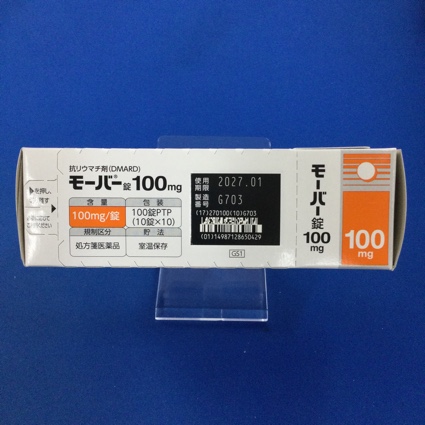 抗リウマチ剤(DMARD)
モーバー®錠100mg
含量
100mg/錠
包装
100錠PTP
(10錠×10)
規制区分
処方箋医薬品
貯法
室温保存
使用期限 2027.01
製造番号 G703
(17)270100(10)G703
(01)14987128650429
GS1
モーバー錠
100
mg
100
mg